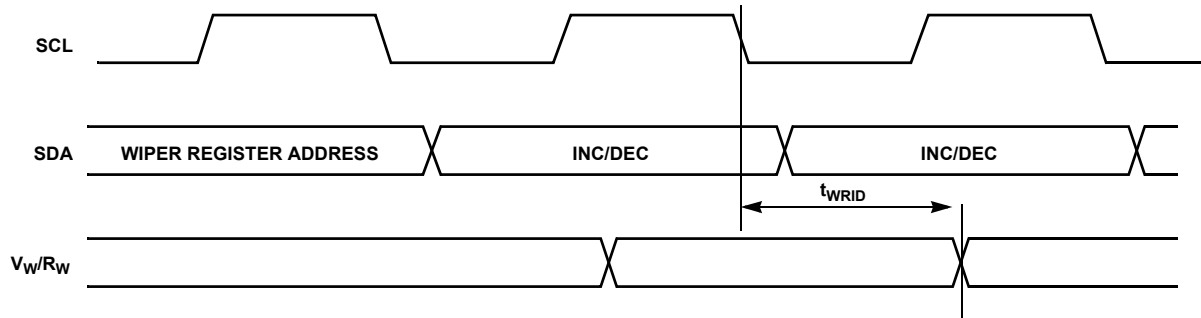 SCL
SDA
WIPER REGISTER ADDRESS
INC/DEC
INC/DEC
tWRID
VW/RW